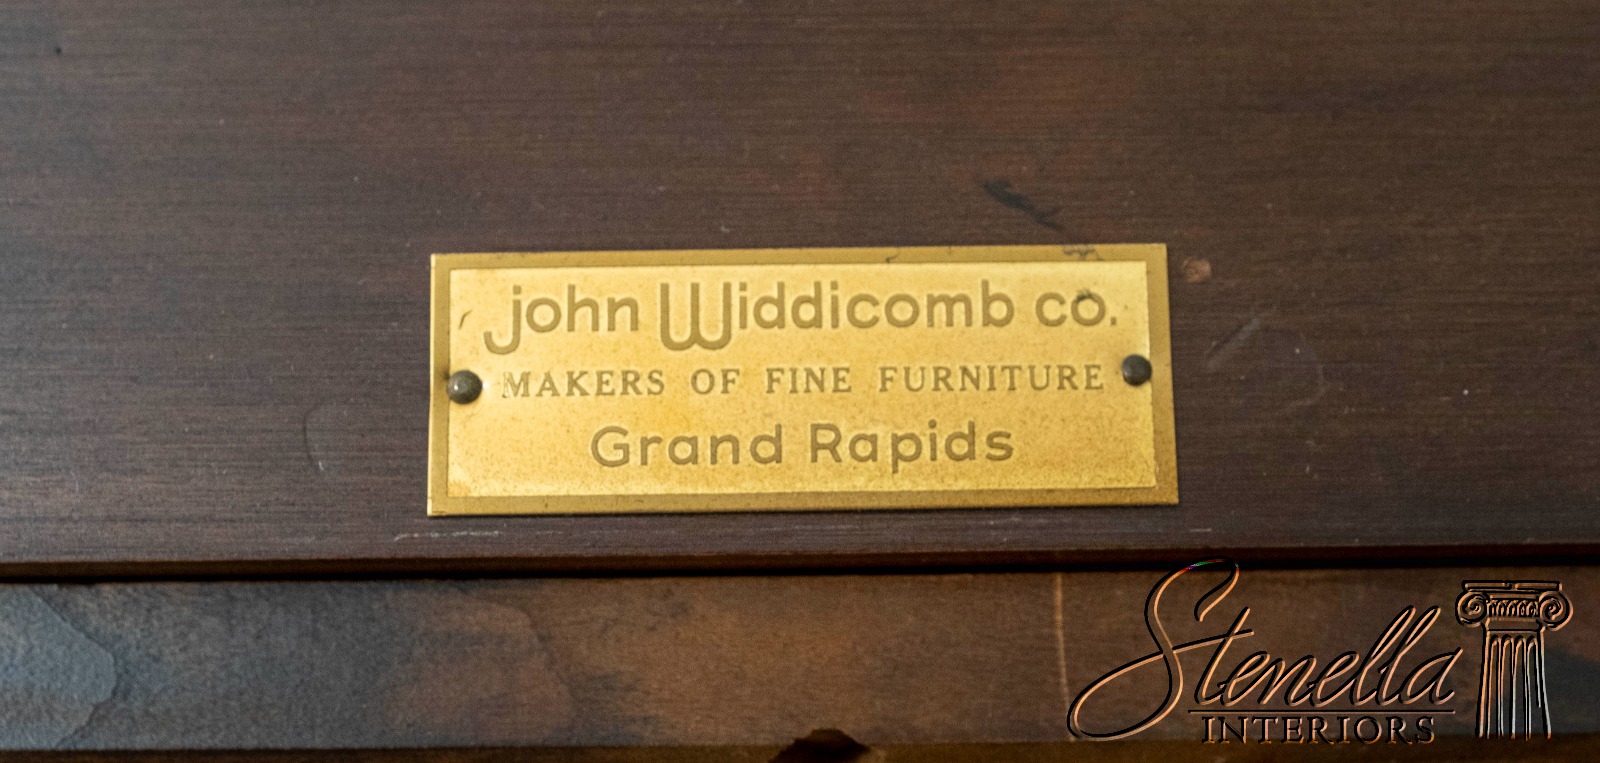 john Widdicomb co.
MAKERS OF FINE FURNITURE
Grand Rapids
Stenella
INTERIORS